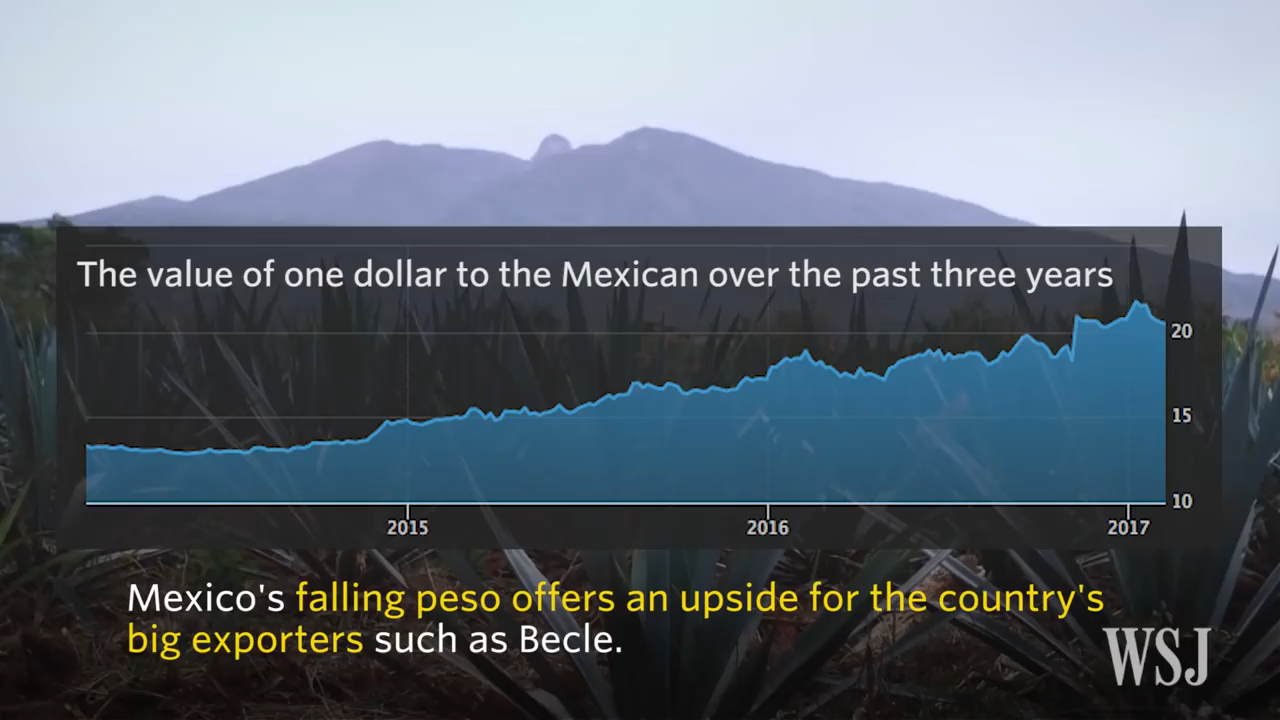 The value of one dollar to the Mexican over the past three years
20
15
10
2015 2016 2017
Mexico's falling peso offers an upside for the country's
big exporters such as Becle.
WSJ